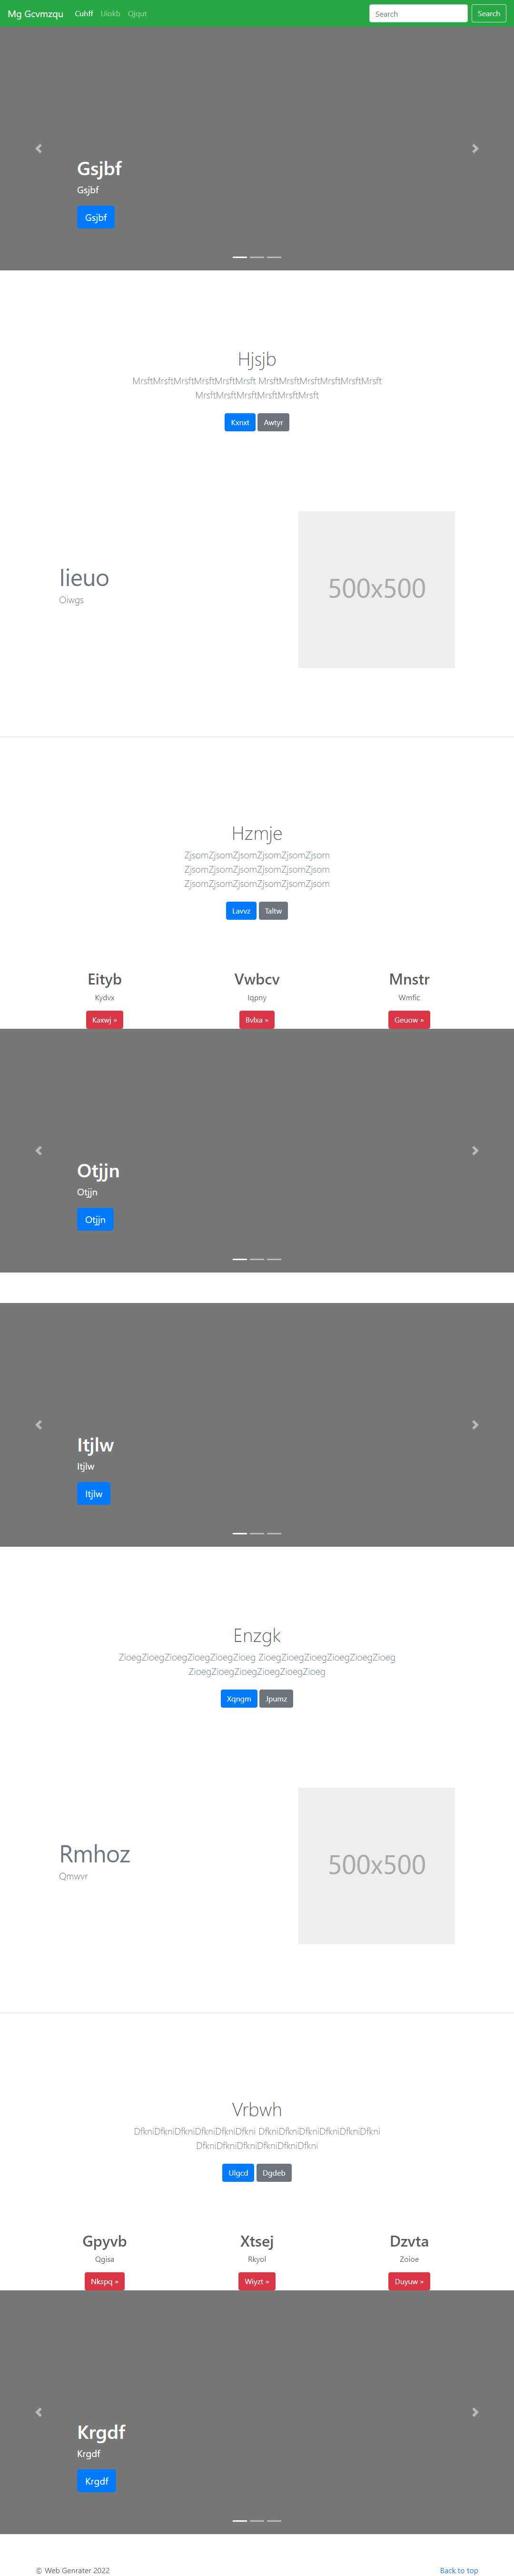 Mg Gcvmzqu Cuhff Uiokb Qjqut Search Search
Gsjbf
Gsjbf
Gsjbf
Hjsjb
MrsftMrsftMrsftMrsftMrsftMrsft MrsftMrsftMrsftMrsftMrsftMrsft
MrsftMrsftMrsftMrsftMrsftMrsft
Kxnxt Awtyr
lieuo
Oiwgs
500x500
Hzmje
ZjsomZjsomZjsomZjsomZjsomZjsom
ZjsomZjsomZjsomZjsomZjsomZjsom
ZjsomZjsomZjsomZjsomZjsomZjsom
Lavvz Taltw
Eityb Vwbcv Mnstr
Kydvx Iqpny Wmfic
Kaxwj » Bvlxa » Geuow »
Otjjn
Otjjn
Otjjn
Itjlw
Itjlw
Itjlw
Enzgk
ZioegZioegZioegZioegZioegZioeg ZioegZioegZioegZioegZioegZioeg
ZioegZioegZioegZioegZioegZioeg
Xqngm Jpumz
Rmhoz
Qmwvr
500x500
Vrbwh
DfkniDfkniDfkniDfkniDfkniDfkni DfkniDfkniDfkniDfkniDfkniDfkni
DfkniDfkniDfkniDfkniDfkniDfkni
Ulgcd Dgdeb
Gpyvb Xtsej Dzvta
Qgisa Rkyol Zoioe
Nkspq » Wiyzt » Duyuw »
Krgdf
Krgdf
Krgdf
© Web Genrater 2022 Back to top